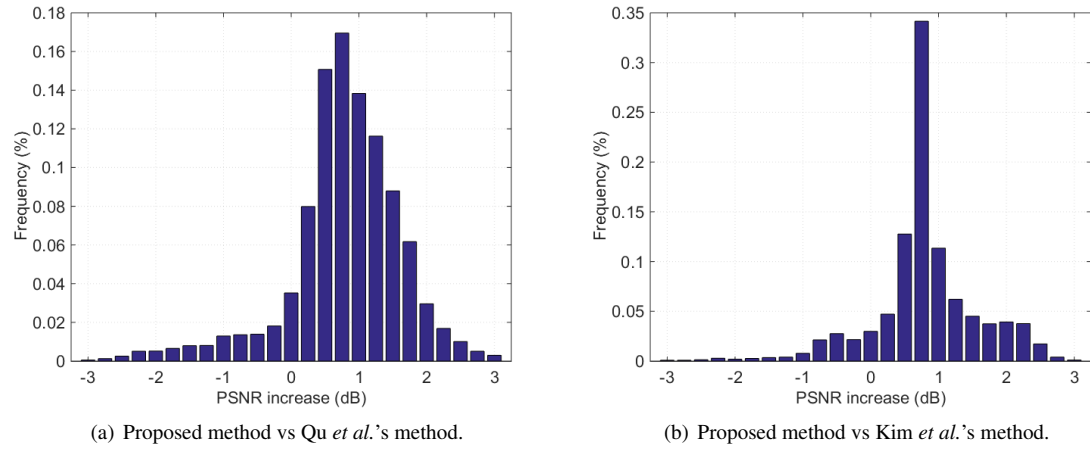 0.18
0.16
0.14
0.12
0.1
0.08
0.06
0.04
0.02
0
Frequency (%)
-3 -2 -1 0 1 2 3
PSNR increase (dB)
(a) Proposed method vs Qu et al.'s method.
0.35
0.3
0.25
0.2
0.15
0.1
0.05
0
Frequency (%)
-3 -2 -1 0 1 2 3
PSNR increase (dB)
(b) Proposed method vs Kim et al.'s method.